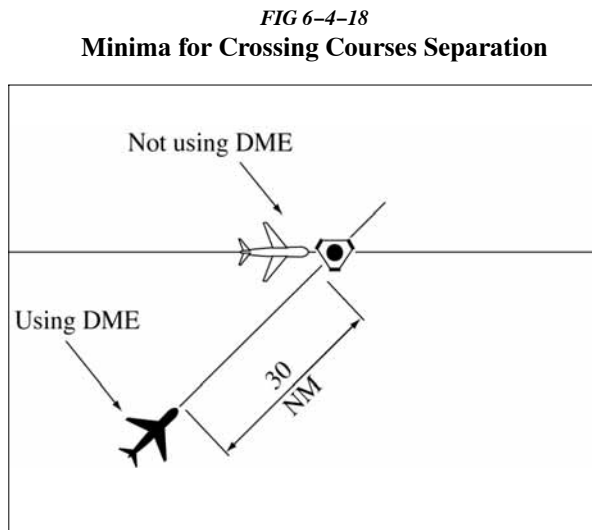 FIG 6–4–18
Minima for Crossing Courses Separation
Not using DME
Using DME
30
NM